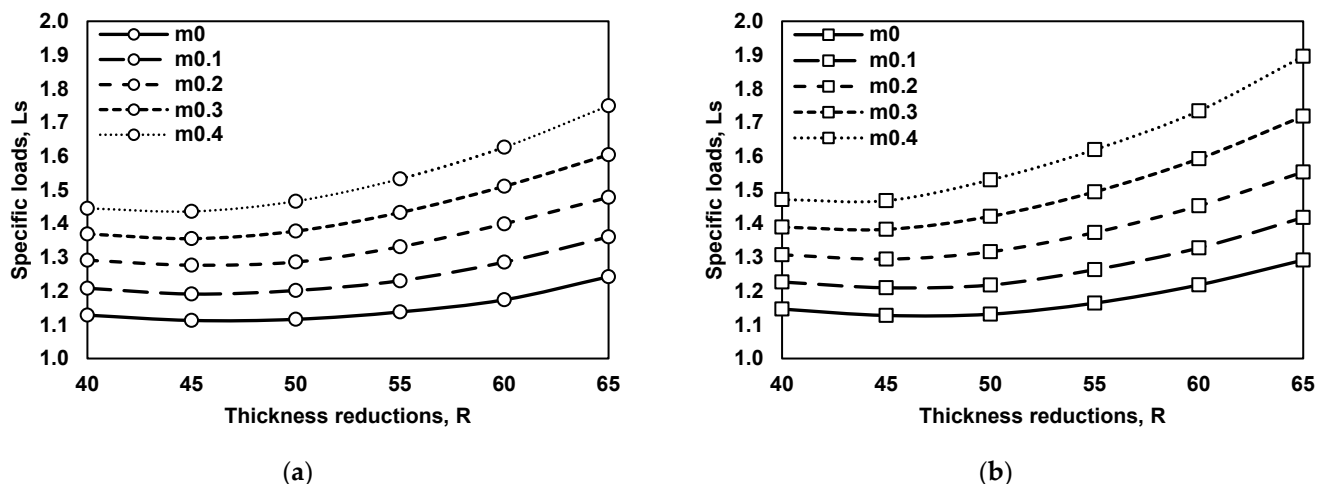 2.0
1.9
1.8
1.7
1.6
1.5
1.4
1.3
1.2
1.1
1.0
Specific loads, Ls
m0
m0.1
m0.2
m0.3
m0.4
40 45 50 55 60 65
Thickness reductions, R
(a)
2.0
1.9
1.8
1.7
1.6
1.5
1.4
1.3
1.2
1.1
1.0
Specific loads, Ls
m0
m0.1
m0.2
m0.3
m0.4
40 45 50 55 60 65
Thickness reductions, R
(b)